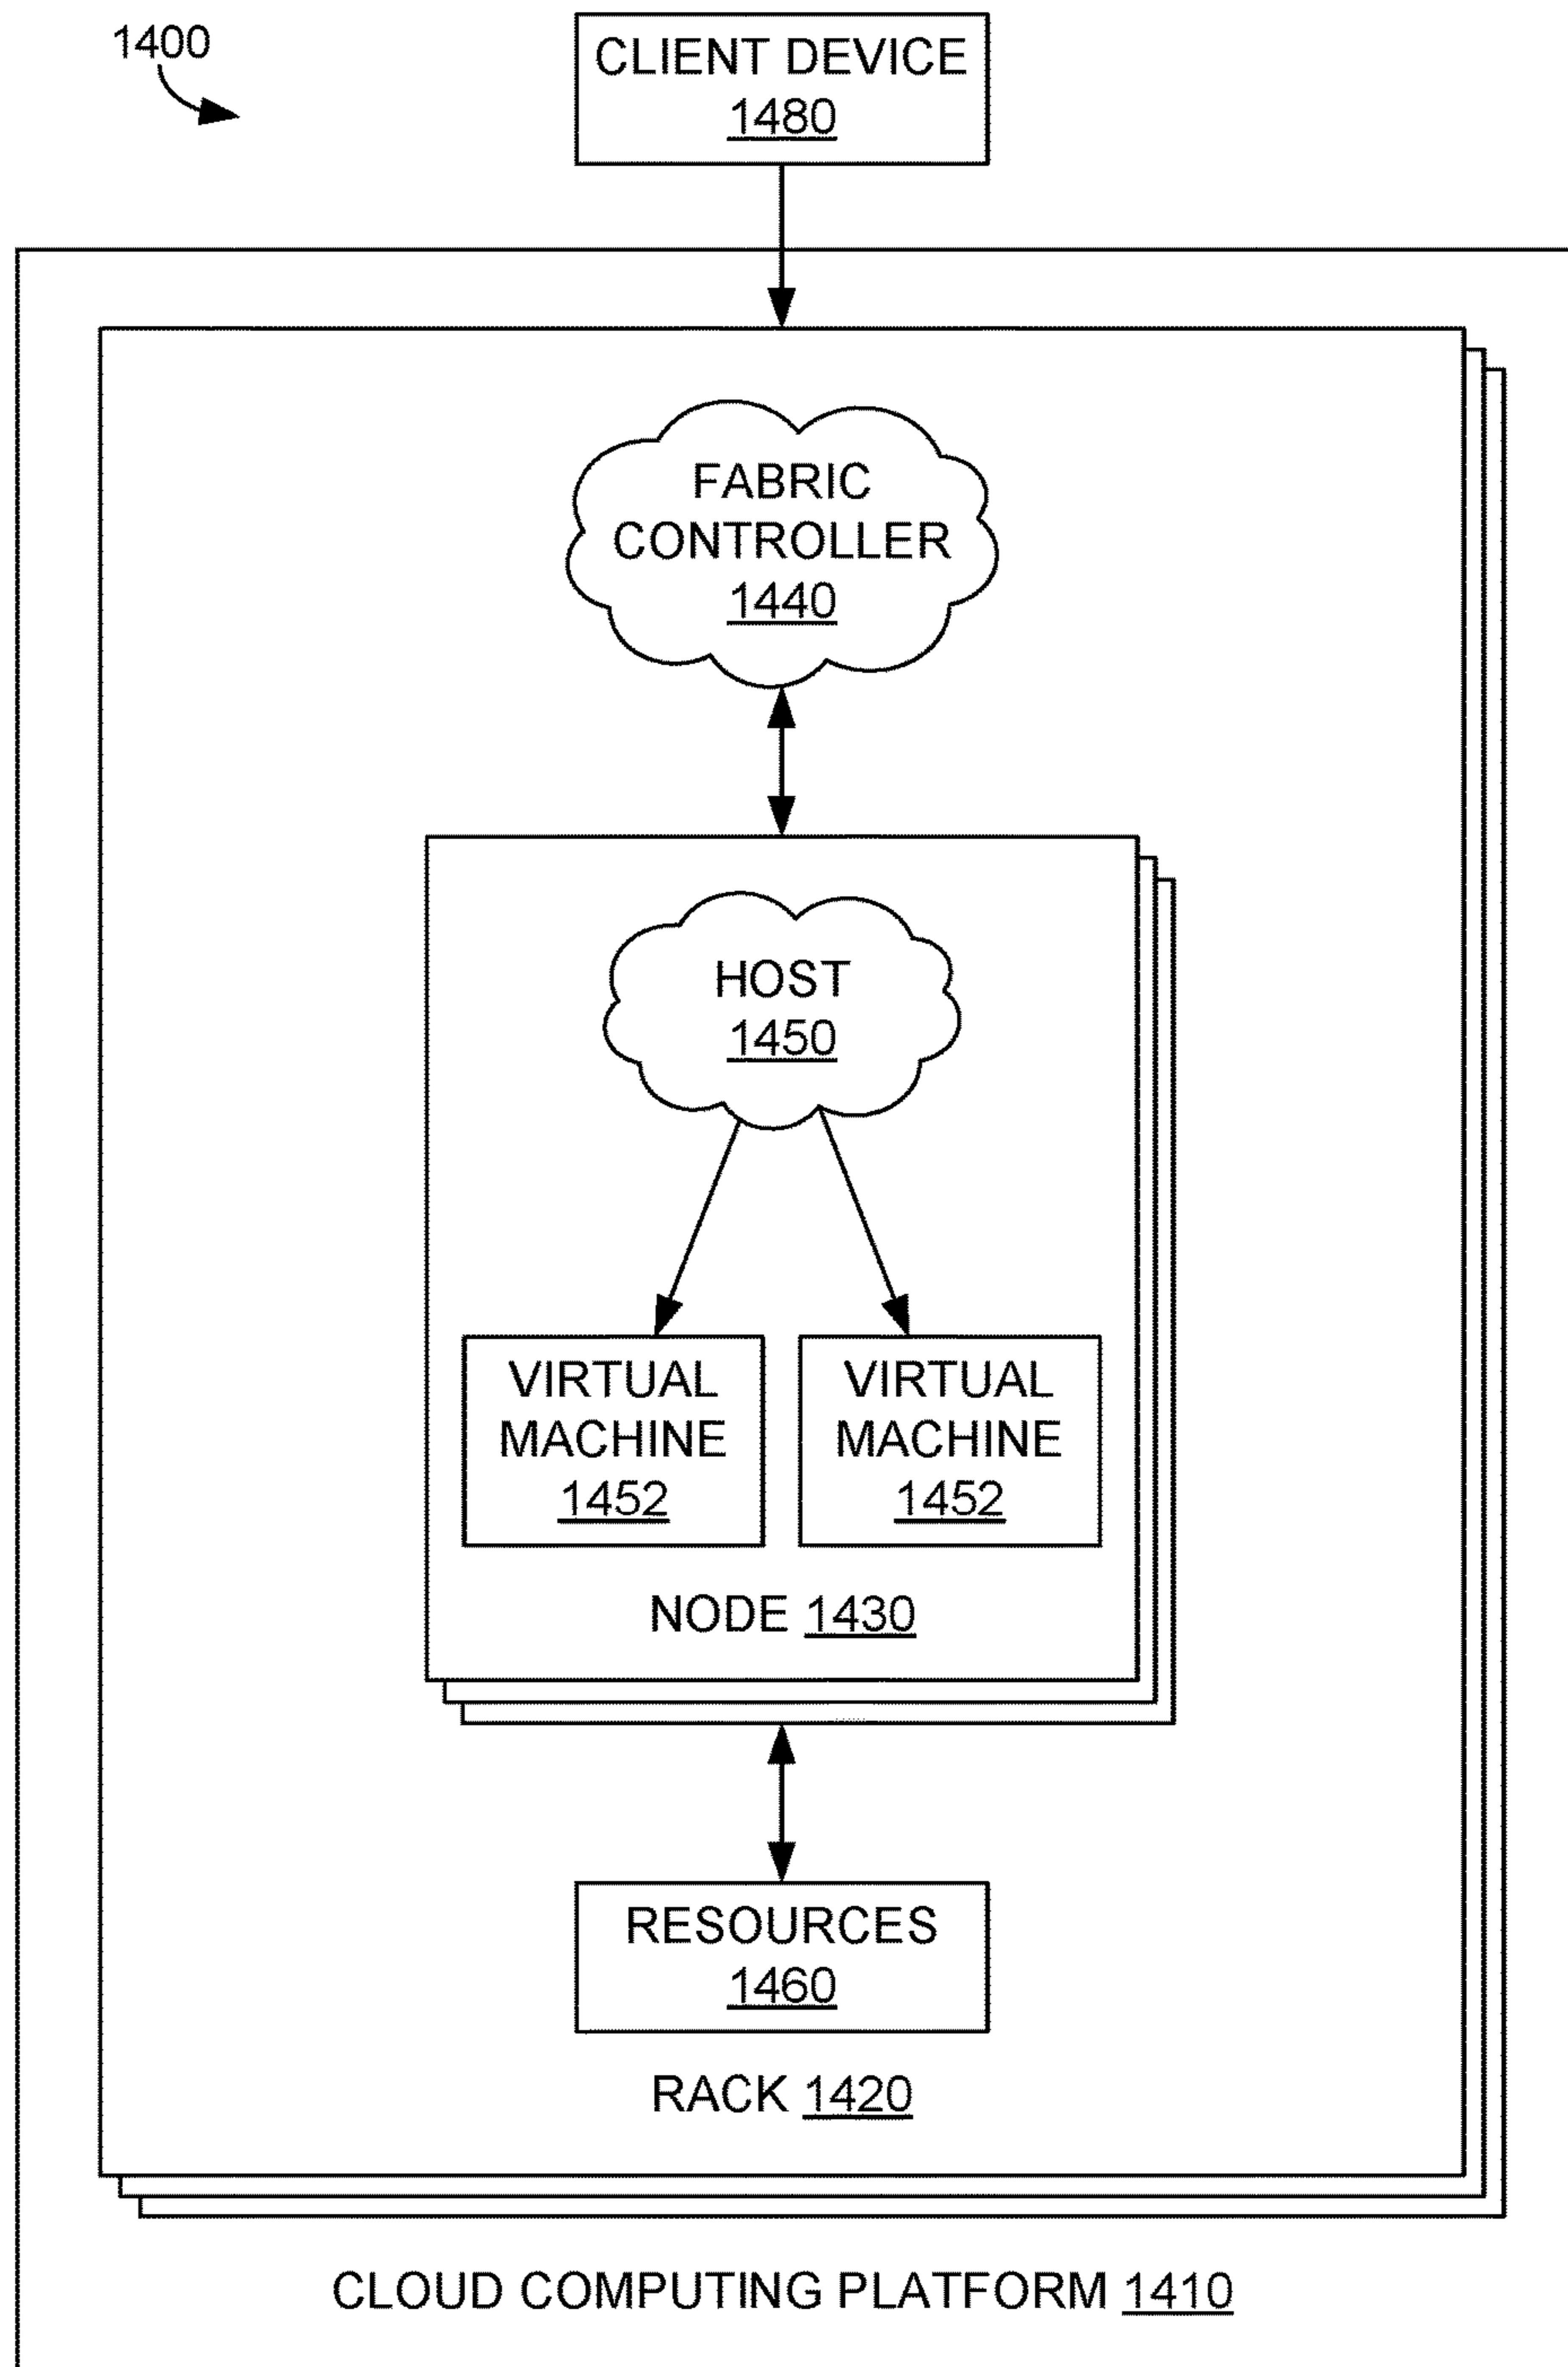 1400
CLIENT DEVICE
1480
FABRIC
CONTROLLER
1440
HOST
1450
VIRTUAL
MACHINE
1452
VIRTUAL
MACHINE
1452
NODE 1430
RESOURCES
1460
RACK 1420
CLOUD COMPUTING PLATFORM 1410